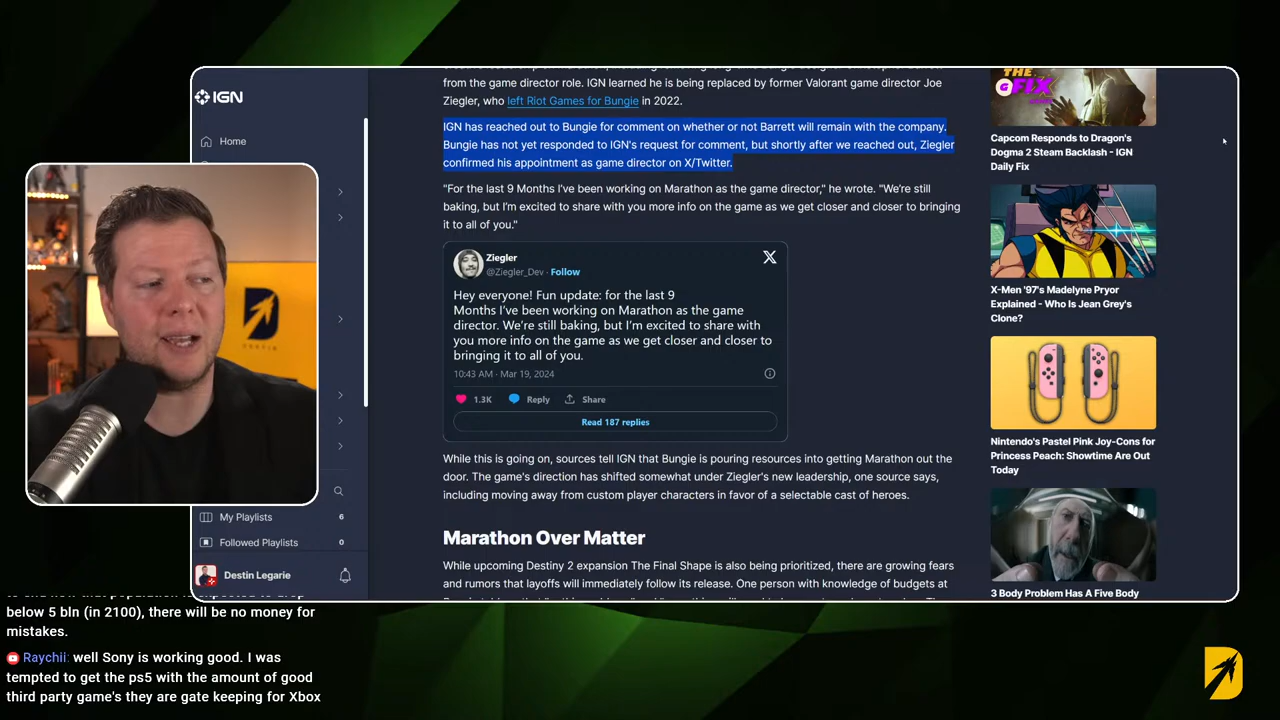 from the game director role. IGN learned he is being replaced by former Valorant game director Joe
Ziegler, who left Riot Games for Bungie in 2022.
IGN has reached out to Bungie for comment on whether or not Barrett will remain with the company.
Bungie has not yet responded to IGN's request for comment, but shortly after we reached out, Ziegler
confirmed his appointment as game director on X/Twitter.
"For the last 9 Months I've been working on Marathon as the game director," he wrote. "We're still
baking, but I'm excited to share with you more info on the game as we get closer and closer to bringing
it to all of you."
Ziegler
@Ziegler_Dev · Follow
Hey everyone! Fun update: for the last 9
Months I've been working on Marathon as the game
director. We're still baking, but I'm excited to share with
you more info on the game as we get closer and closer to
bringing it to all of you.
10:43 AM · Mar 19, 2024
1.3K Reply Share
Read 187 replies
While this is going on, sources tell IGN that Bungie is pouring resources into getting Marathon out the
door. The game's direction has shifted somewhat under Ziegler's new leadership, one source says,
including moving away from custom player characters in favor of a selectable cast of heroes.
Marathon Over Matter
While upcoming Destiny 2 expansion The Final Shape is also being prioritized, there are growing fears
and rumors that layoffs will immediately follow its release. One person with knowledge of budgets at
IGN
Home
My Playlists 6
Followed Playlists 0
Destin Legarie
THE
G FIX
Capcom Responds to Dragon's
Dogma 2 Steam Backlash - IGN
Daily Fix
X-Men '97's Madelyne Pryor
Explained - Who Is Jean Grey's
Clone?
Nintendo's Pastel Pink Joy-Cons for
Princess Peach: Showtime Are Out
Today
3 Body Problem Has A Five Body
below 5 bln (in 2100), there will be no money for
mistakes.
Raychii: well Sony is working good. I was
tempted to get the ps5 with the amount of good
third party game's they are gate keeping for Xbox